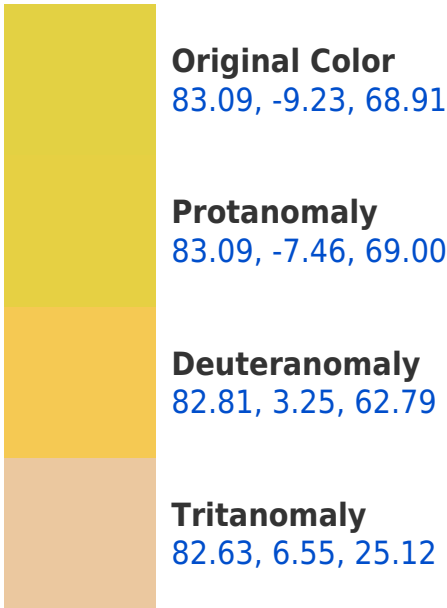 Original Color
83.09, -9.23, 68.91
Protanomaly
83.09, -7.46, 69.00
Deuteranomaly
82.81, 3.25, 62.79
Tritanomaly
82.63, 6.55, 25.12